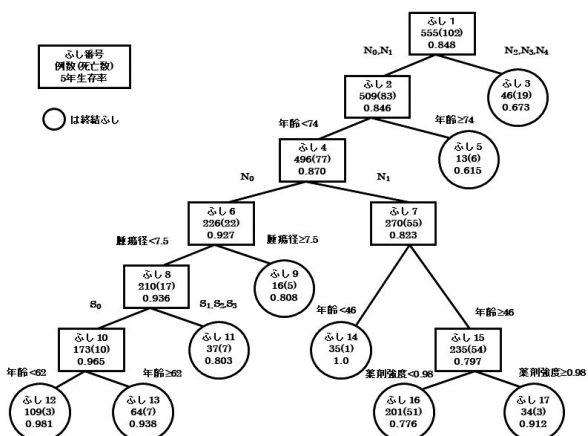 ふし 1
555(102)
0.848
ふし番号
例数(死亡数)
5年生存率
は終結ふし
N₀,N₁
N₂,N₃,N₄
ふし 2
509(83)
0.846
ふし 3
46(19)
0.673
年齢<74
年齢≥74
ふし 4
496(77)
0.870
ふし 5
13(6)
0.615
N₀
N₁
ふし 6
226(22)
0.927
ふし 7
270(55)
0.823
腫瘍径<7.5
腫瘍径≥7.5
ふし 8
210(17)
0.936
ふし 9
16(5)
0.808
S₀
S₁,S₂,S₃
年齢<46
年齢≥46
ふし 10
173(10)
0.965
ふし 11
37(7)
0.803
ふし 14
35(1)
1.0
ふし 15
235(54)
0.797
年齢<62
年齢≥62
薬剤強度<0.98
薬剤強度≥0.98
ふし 12
109(3)
0.981
ふし 13
64(7)
0.938
ふし 16
201(51)
0.776
ふし 17
34(3)
0.912